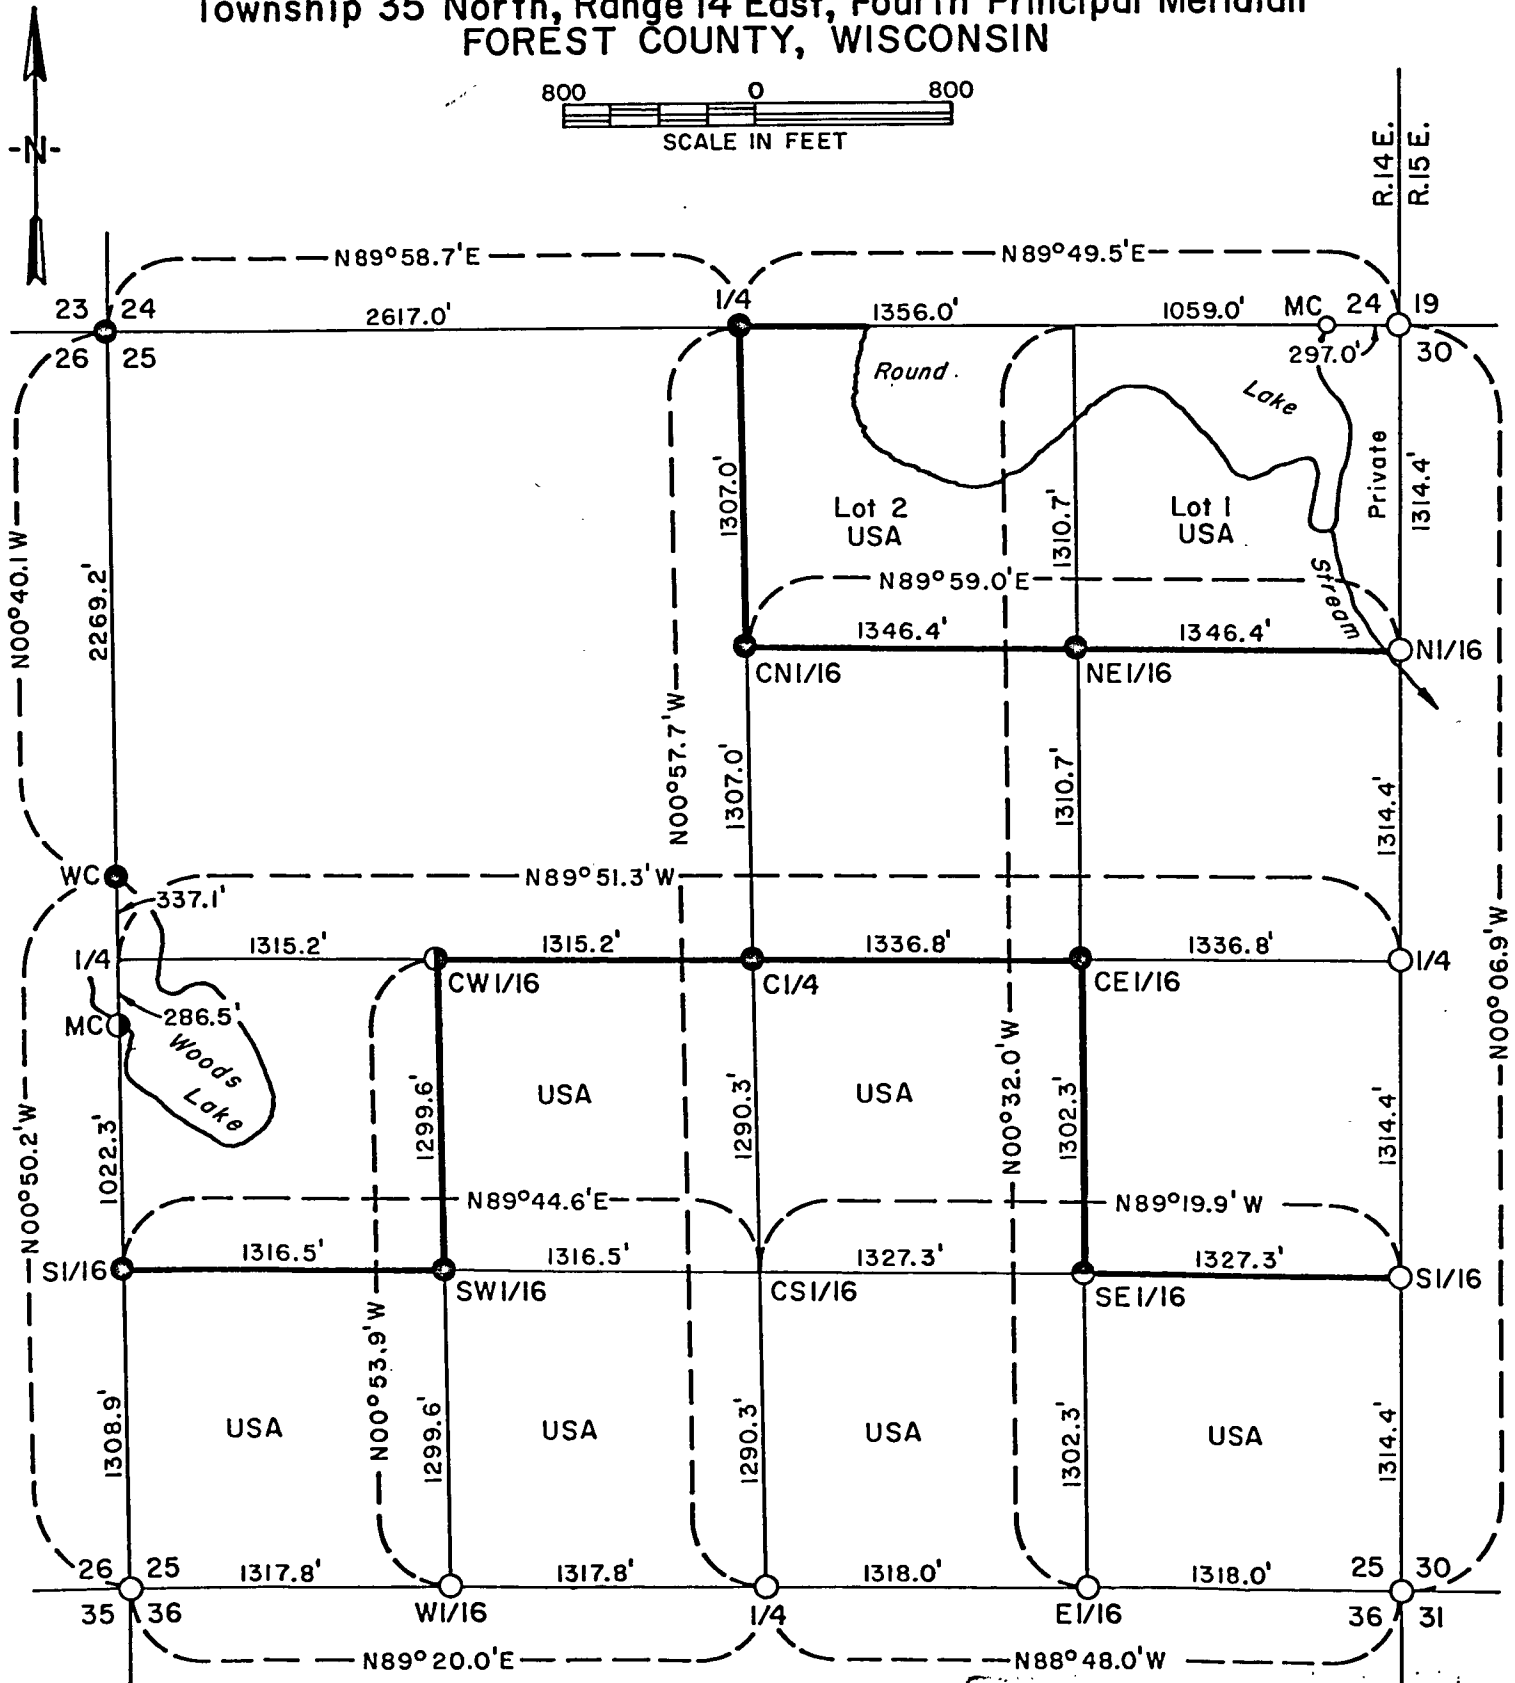 Township 35 North, Range 14 East, Fourth Principal Meridian
FOREST COUNTY, WISCONSIN
800 0 800
SCALE IN FEET
-N-
R.14 E.
R.15 E.
N89°58.7'E
N89°49.5'E
23 24
2617.0'
1/4
1356.0'
1059.0'
MC
24 19
26 25
297.0'
30
Round
Lake
Private
N00°40.1'W
2269.2'
1307.0'
Lot 2
USA
1310.7'
Lot 1
USA
1314.4'
Stream
N89°59.0'E
1346.4'
1346.4'
CN1/16
NE1/16
N1/16
N00°57.7'W
1307.0'
1310.7'
1314.4'
N00°06.9'W
WC
337.1'
N89°51.3'W
1/4
1315.2'
1315.2'
1336.8'
1336.8'
1/4
CW1/16
C1/4
CE1/16
286.5'
MC
Woods
Lake
N00°50.2'W
1022.3'
1299.6'
USA
1290.3'
USA
N00°32.0'W
1302.3'
1314.4'
N89°44.6'E
N89°19.9'W
S1/16
1316.5'
1316.5'
1327.3'
1327.3'
S1/16
SW1/16
CS1/16
SE1/16
N00°53.9'W
1308.9'
USA
1299.6'
USA
1290.3'
USA
1302.3'
USA
1314.4'
26 25
1317.8'
1317.8'
1318.0'
1318.0'
25 30
35 36
W1/16
1/4
E1/16
36 31
N89°20.0'E
N88°48.0'W